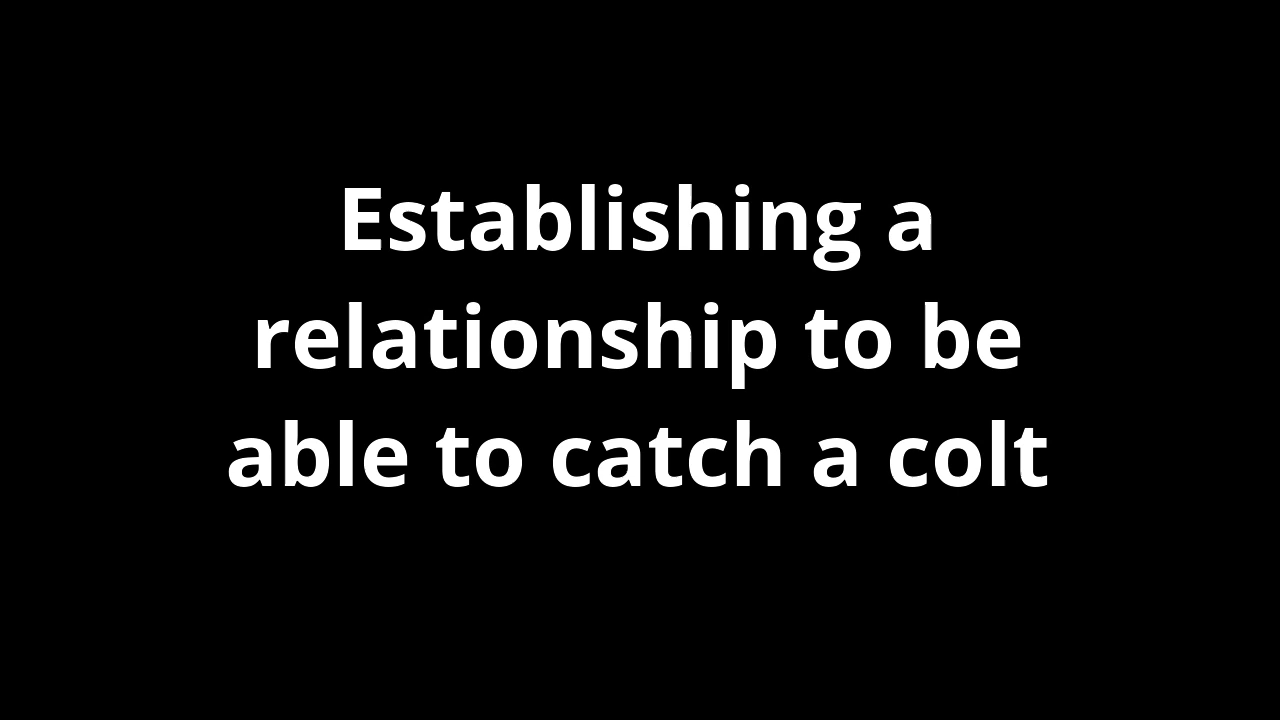 Establishing a
relationship to be
able to catch a colt